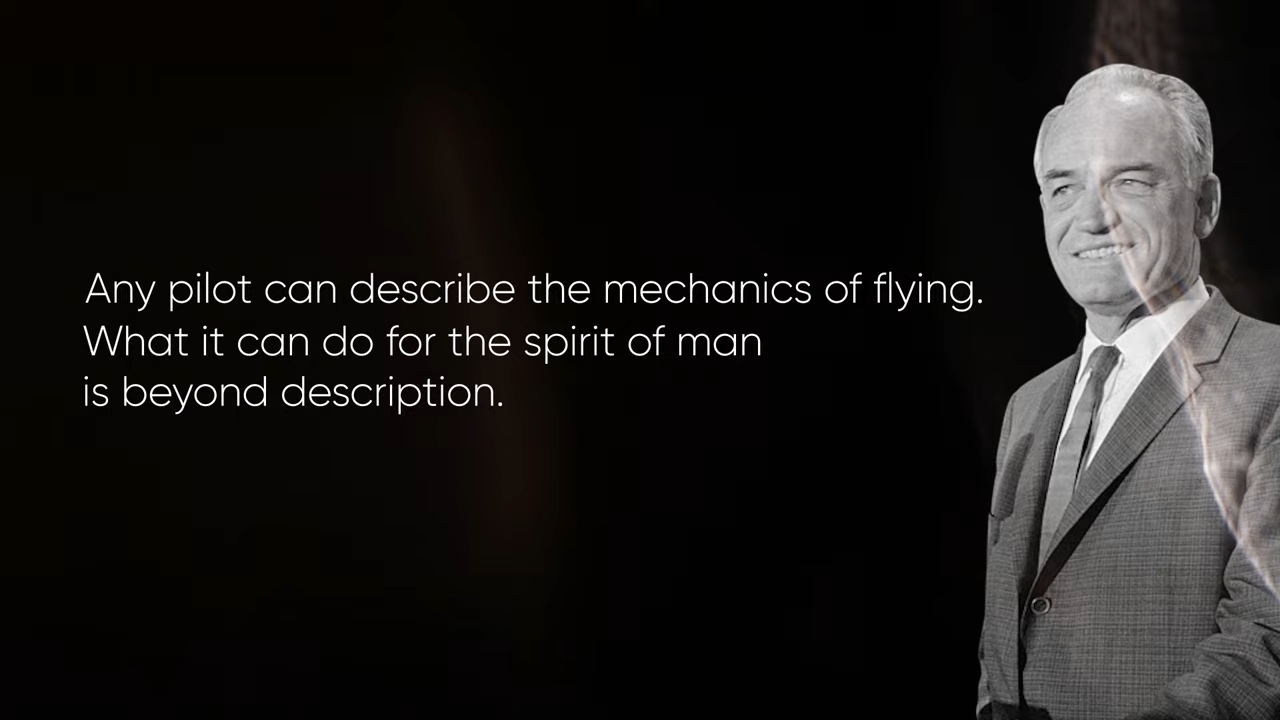 Any pilot can describe the mechanics of flying.
What it can do for the spirit of man
is beyond description.